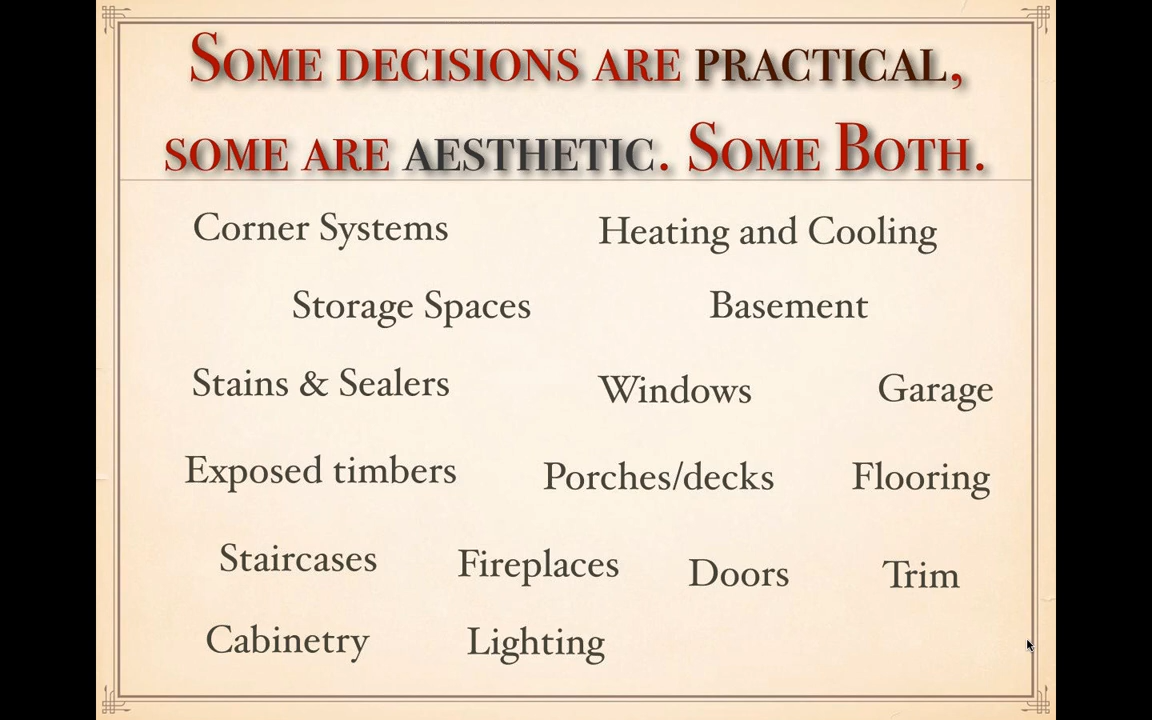 Some decisions are practical,
some are aesthetic. Some Both.
Corner Systems Heating and Cooling
Storage Spaces Basement
Stains & Sealers Windows Garage
Exposed timbers Porches/decks Flooring
Staircases Fireplaces Doors Trim
Cabinetry Lighting